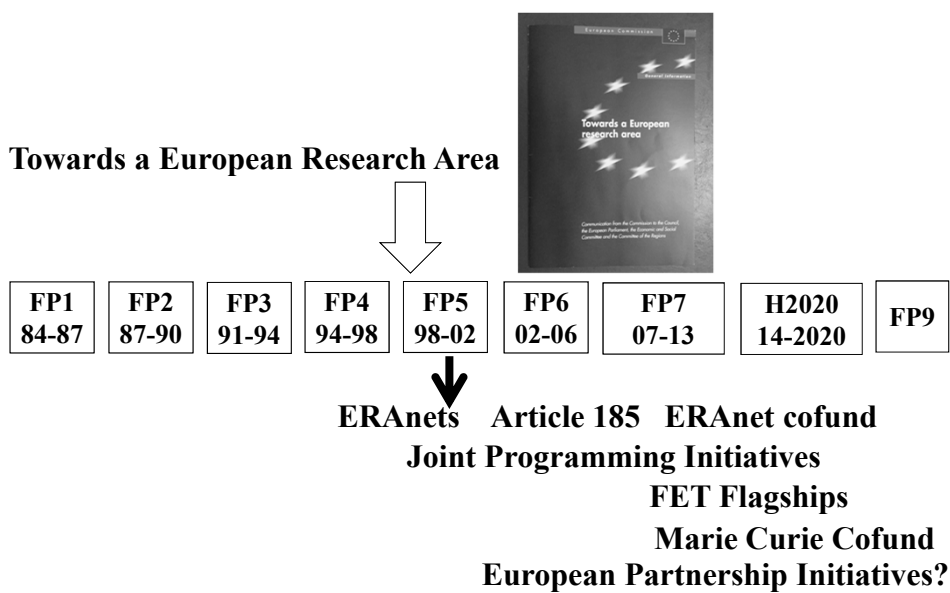 European Commission
General information
Towards a European
research area
Communication from the Commission to the Council,
the European Parliament, the Economic and Social
Committee and the Committee of the Regions
Towards a European Research Area
FP1
84-87
FP2
87-90
FP3
91-94
FP4
94-98
FP5
98-02
FP6
02-06
FP7
07-13
H2020
14-2020
FP9
ERAnets Article 185 ERAnet cofund
Joint Programming Initiatives
FET Flagships
Marie Curie Cofund
European Partnership Initiatives?